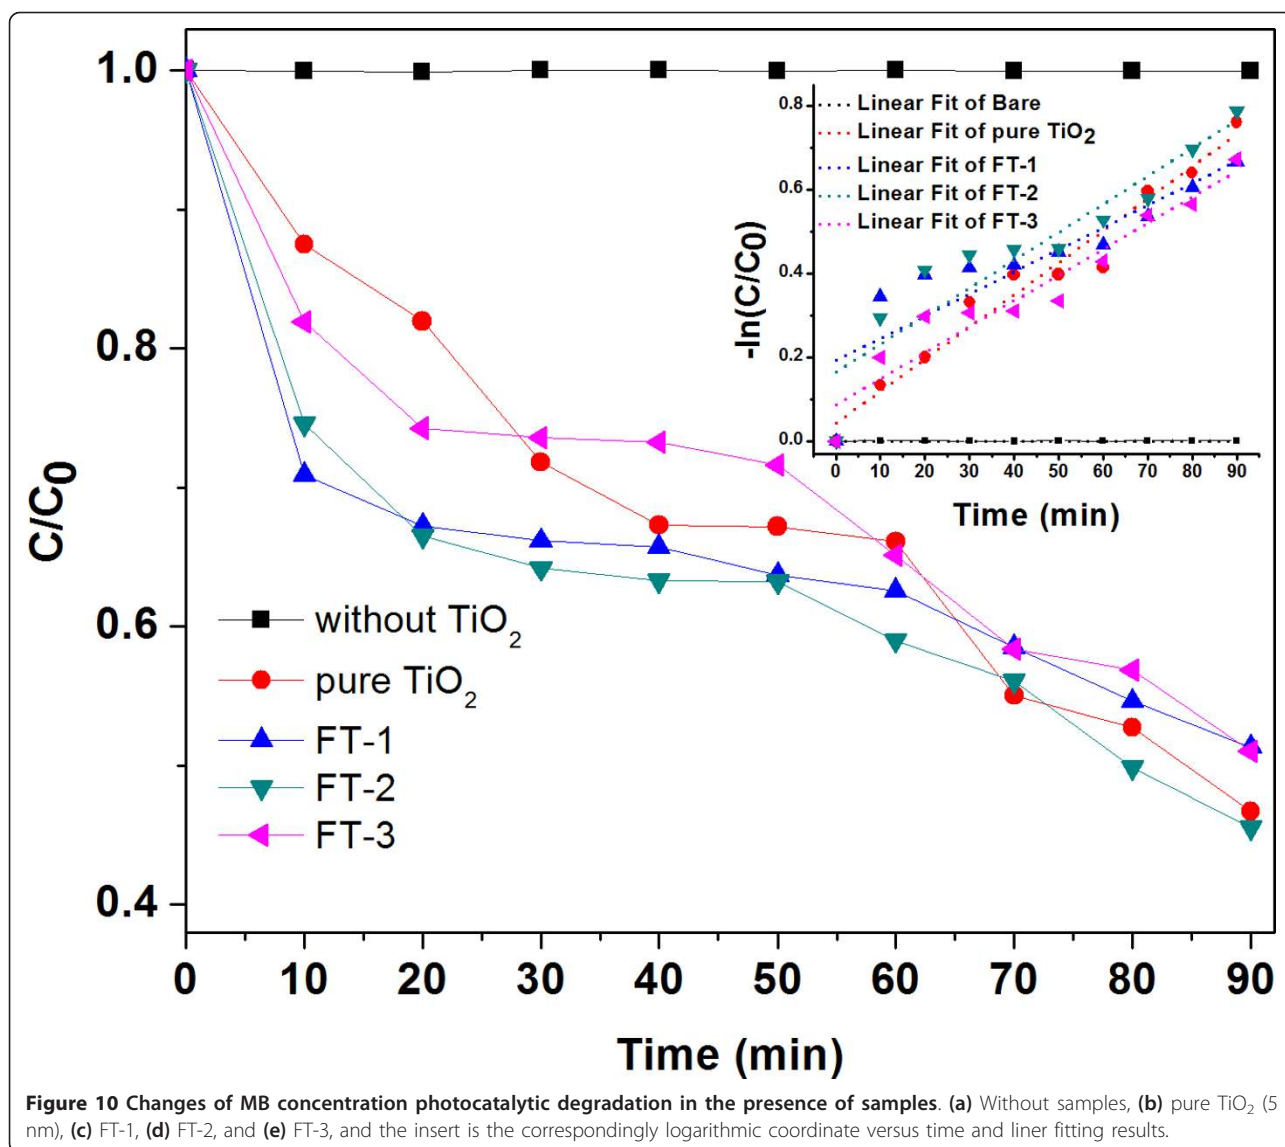 1.0
0.8
0.6
0.4
C/C0
0 10 20 30 40 50 60 70 80 90
Time (min)
without TiO2
pure TiO2
FT-1
FT-2
FT-3
0.8
0.6
0.4
0.2
0.0
-ln(C/C0)
Linear Fit of Bare
Linear Fit of pure TiO2
Linear Fit of FT-1
Linear Fit of FT-2
Linear Fit of FT-3
0 10 20 30 40 50 60 70 80 90
Time (min)
Figure 10 Changes of MB concentration photocatalytic degradation in the presence of samples. (a) Without samples, (b) pure TiO2 (5
nm), (c) FT-1, (d) FT-2, and (e) FT-3, and the insert is the correspondingly logarithmic coordinate versus time and liner fitting results.